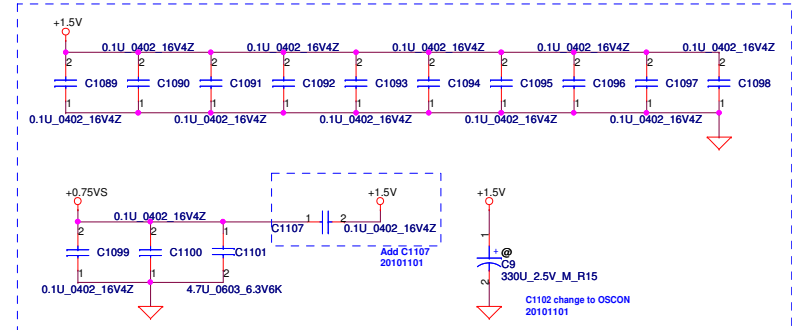 +1.5V
0.1U_0402_16V4Z 0.1U_0402_16V4Z 0.1U_0402_16V4Z 0.1U_0402_16V4Z 0.1U_0402_16V4Z
2 2 2 2 2 2 2 2 2 2
C1089 C1090 C1091 C1092 C1093 C1094 C1095 C1096 C1097 C1098
1 1 1 1 1 1 1 1 1 1
0.1U_0402_16V4Z 0.1U_0402_16V4Z 0.1U_0402_16V4Z 0.1U_0402_16V4Z 0.1U_0402_16V4Z
+0.75VS +1.5V +1.5V
0.1U_0402_16V4Z 1 2
C1107 0.1U_0402_16V4Z
2 2 1 1
Add C1107
20101101
C1099 C1100 C1101
+ @
C9
330U_2.5V_M_R15
1 1 2 2
0.1U_0402_16V4Z 4.7U_0603_6.3V6K
C1102 change to OSCON
20101101